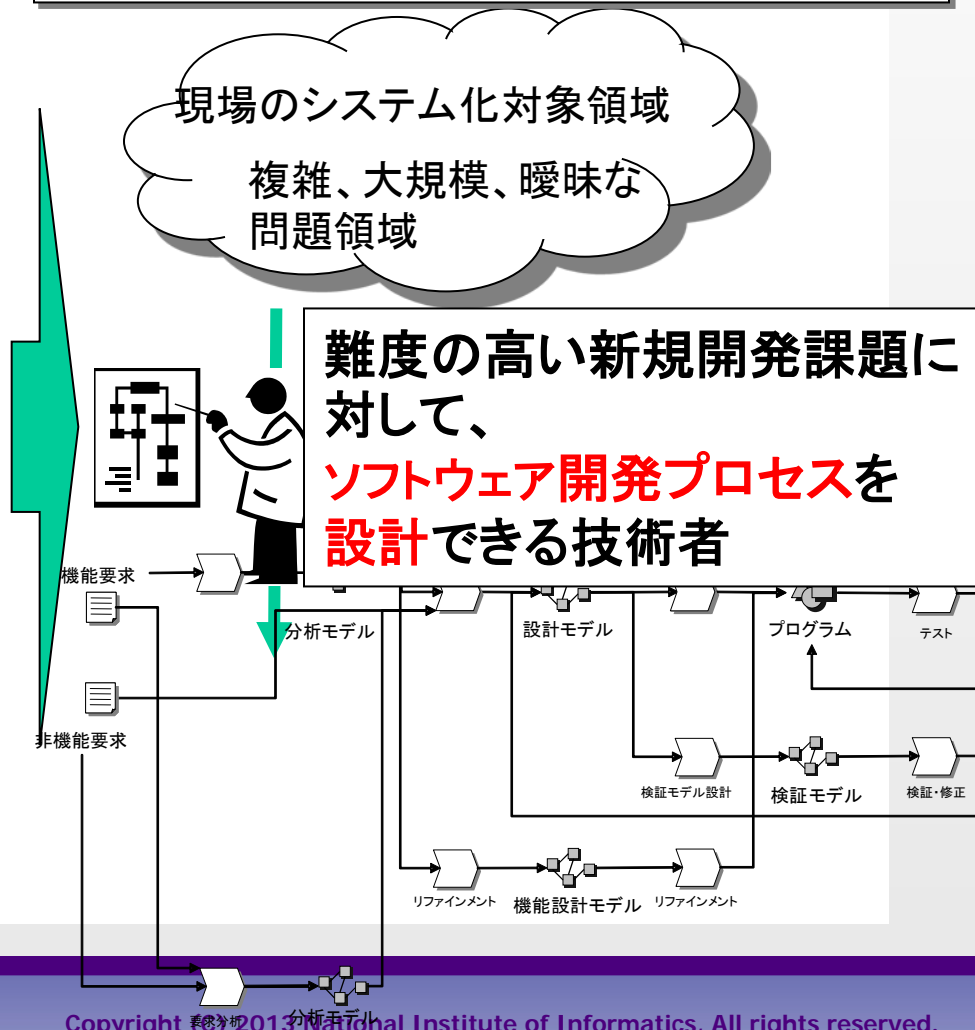 現場のシステム化対象領域
複雑、大規模、曖昧な
問題領域
難度の高い新規開発課題に
対して、
ソフトウェア開発プロセスを
設計できる技術者
機能要求
分析モデル
設計モデル
プログラム
テスト
非機能要求
検証モデル設計
検証モデル
検証・修正
リファインメント
機能設計モデル
リファインメント
要求分析
分析モデル
Copyright (C) 2013 National Institute of Informatics. All rights reserved.